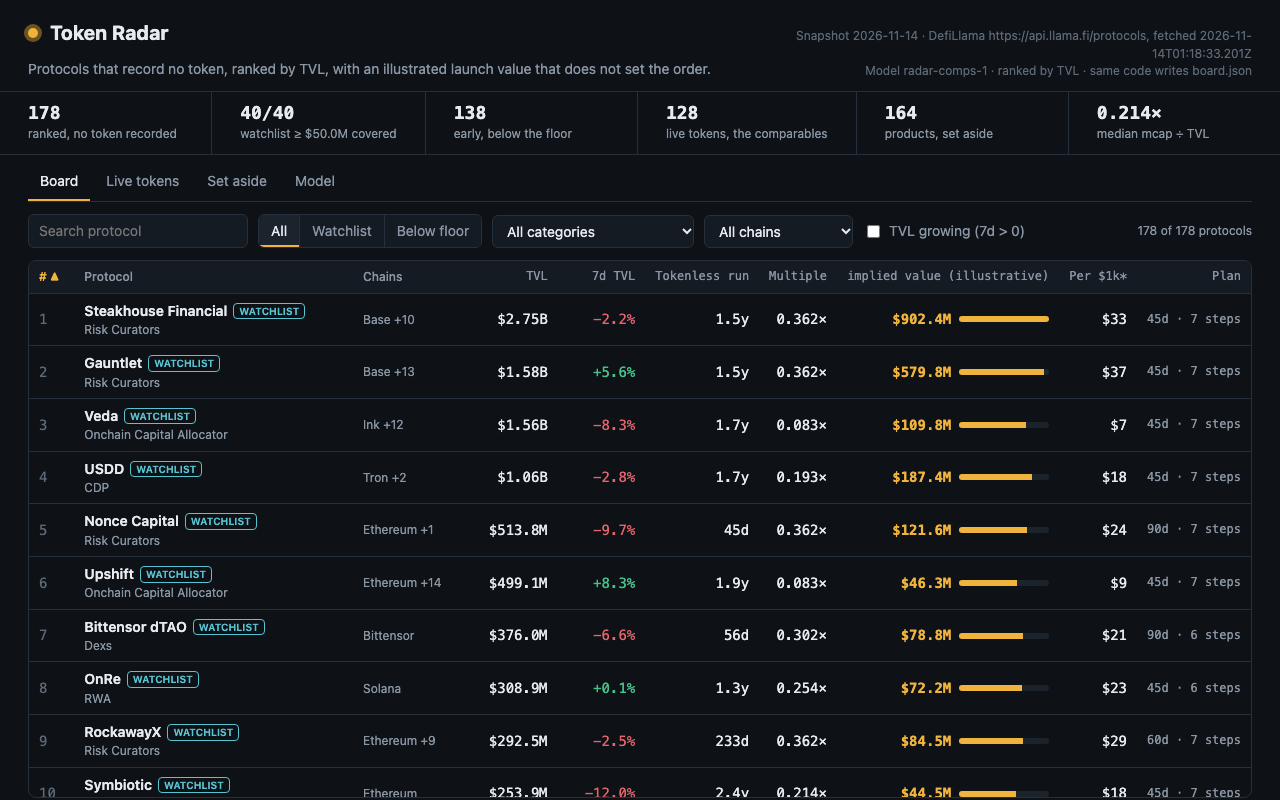 Token Radar
Snapshot 2026-11-14 · DefiLlama https://api.llama.fi/protocols, fetched 2026-11-
14T01:18:33.201Z
Protocols that record no token, ranked by TVL, with an illustrated launch value that does not set the order.
Model radar-comps-1 · ranked by TVL · same code writes board.json
178 40/40 138 128 164 0.214×
ranked, no token recorded watchlist ≥ $50.0M covered early, below the floor live tokens, the comparables products, set aside median mcap ÷ TVL
Board Live tokens Set aside Model
Search protocol All Watchlist Below floor All categories All chains TVL growing (7d > 0) 178 of 178 protocols
# ▲ Protocol Chains TVL 7d TVL Tokenless run Multiple implied value (illustrative) Per $1k* Plan
1 Steakhouse Financial WATCHLIST Base +10 $2.75B −2.2% 1.5y 0.362× $902.4M $33 45d · 7 steps
Risk Curators
2 Gauntlet WATCHLIST Base +13 $1.58B +5.6% 1.5y 0.362× $579.8M $37 45d · 7 steps
Risk Curators
3 Veda WATCHLIST Ink +12 $1.56B −8.3% 1.7y 0.083× $109.8M $7 45d · 7 steps
Onchain Capital Allocator
4 USDD WATCHLIST Tron +2 $1.06B −2.8% 1.7y 0.193× $187.4M $18 45d · 7 steps
CDP
5 Nonce Capital WATCHLIST Ethereum +1 $513.8M −9.7% 45d 0.362× $121.6M $24 90d · 7 steps
Risk Curators
6 Upshift WATCHLIST Ethereum +14 $499.1M +8.3% 1.9y 0.083× $46.3M $9 45d · 7 steps
Onchain Capital Allocator
7 Bittensor dTAO WATCHLIST Bittensor $376.0M −6.6% 56d 0.302× $78.8M $21 90d · 6 steps
Dexs
8 OnRe WATCHLIST Solana $308.9M +0.1% 1.3y 0.254× $72.2M $23 45d · 6 steps
RWA
9 RockawayX WATCHLIST Ethereum +9 $292.5M −2.5% 233d 0.362× $84.5M $29 60d · 7 steps
Risk Curators
10 Symbiotic WATCHLIST Ethereum $253.9M −12.0% 2.4y 0.214× $44.5M $18 45d · 7 steps